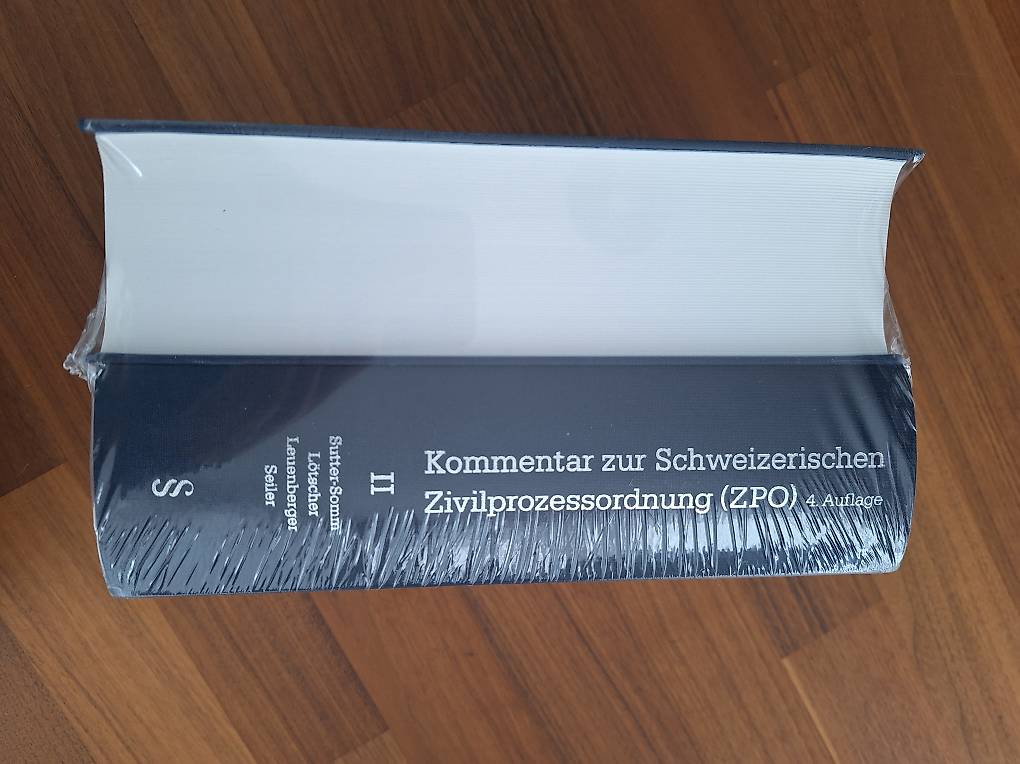 Kommentar zur Schweizerischen
Zivilprozessordnung (ZPO) 4. Auflage
II
Sutter-Somm
Lötscher
Leuenberger
Seiler
§